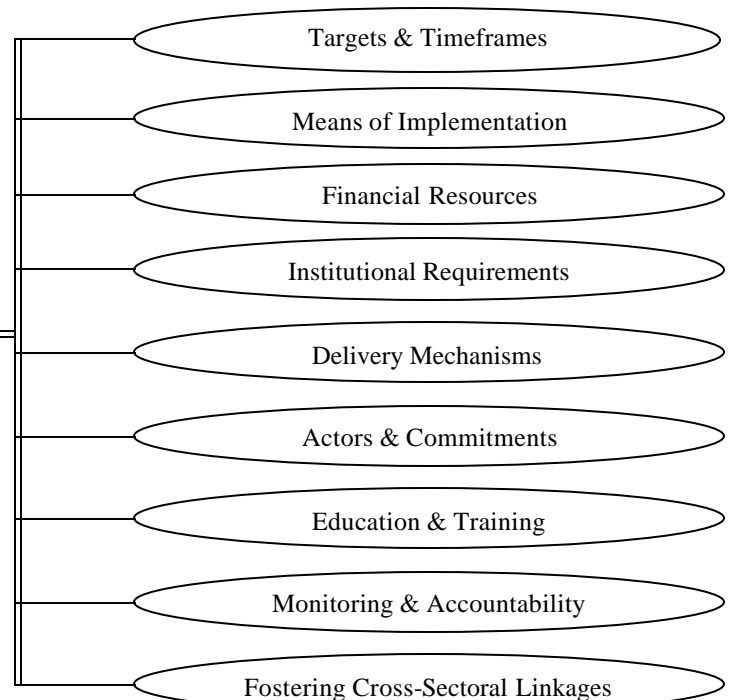 Targets & Timeframes
Means of Implementation
Financial Resources
Institutional Requirements
Delivery Mechanisms
Actors & Commitments
Education & Training
Monitoring & Accountability
Fostering Cross-Sectoral Linkages